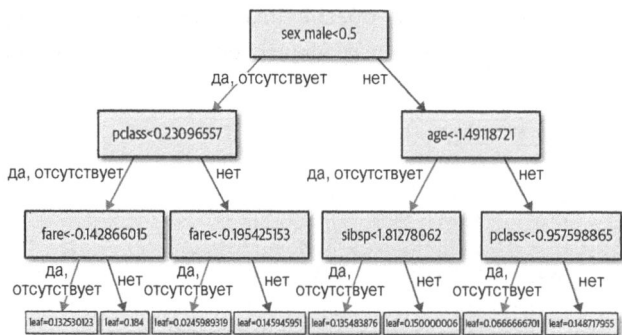 sex_male<0.5
да, отсутствует нет
pclass<0.23096557 age<-1.49118721
да, отсутствует нет да, отсутствует нет
fare<-0.142866015 fare<-0.195425153 sibsp<1.81278062 pclass<-0.957598865
да, отсутствует нет да, отсутствует нет да, отсутствует нет да, отсутствует нет
leaf=0.132530123 leaf=0.184 leaf=0.0245989319 leaf=0.145945951 leaf=0.135483876 leaf=0.150000006 leaf=0.0666666701 leaf=0.148717955